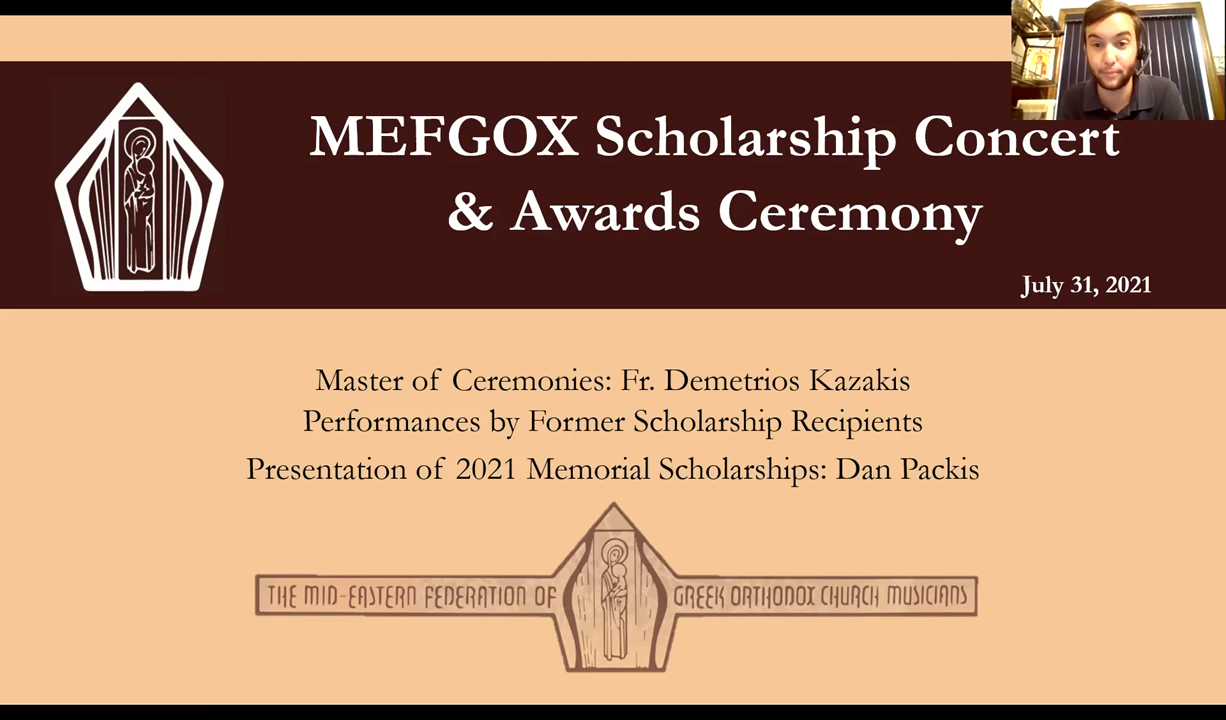 MEFGOX Scholarship Concert
& Awards Ceremony
July 31, 2021
Master of Ceremonies: Fr. Demetrios Kazakis
Performances by Former Scholarship Recipients
Presentation of 2021 Memorial Scholarships: Dan Packis
THE MID-EASTERN FEDERATION OF GREEK ORTHODOX CHURCH MUSICIANS